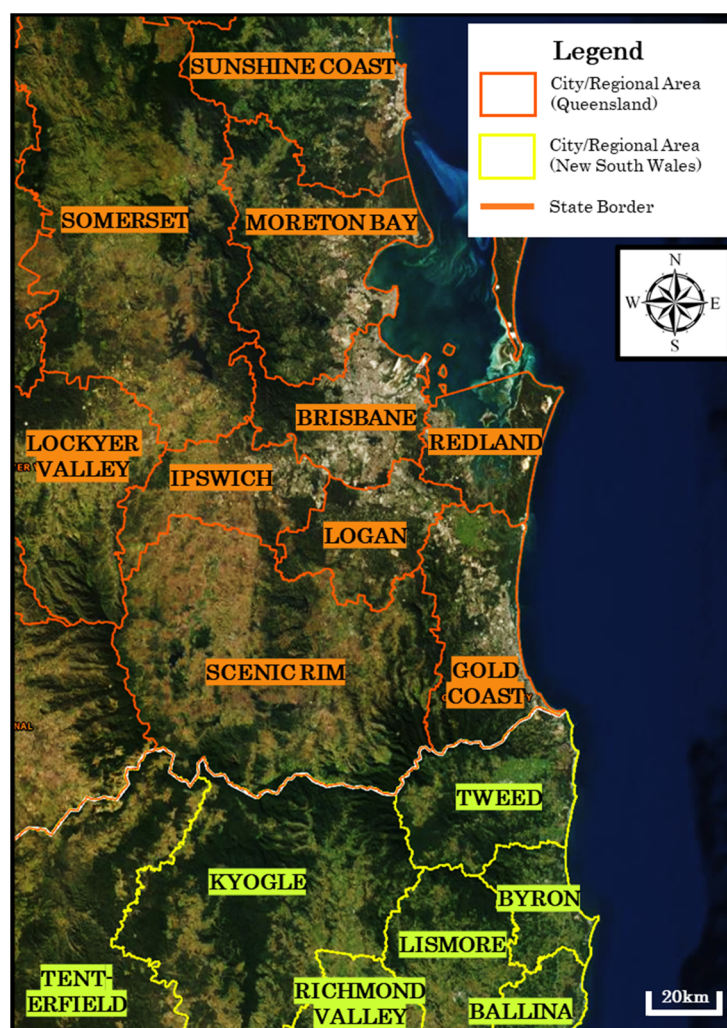 SUNSHINE COAST
Legend
City/Regional Area
(Queensland)
City/Regional Area
(New South Wales)
State Border
SOMERSET
MORETON BAY
N
W
E
S
BRISBANE
LOCKYER
VALLEY
REDLAND
IPSWICH
LOGAN
SCENIC RIM
GOLD
COAST
NAL
TWEED
KYOGLE
BYRON
LISMORE
TENT-
ERFIELD
RICHMOND
VALLEY
BALLINA
20km